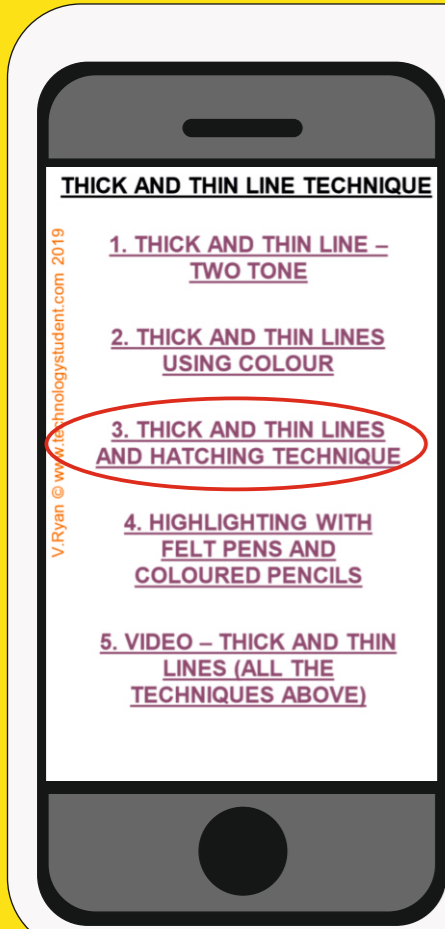 THICK AND THIN LINE TECHNIQUE
1. THICK AND THIN LINE –
TWO TONE
2. THICK AND THIN LINES
USING COLOUR
3. THICK AND THIN LINES
AND HATCHING TECHNIQUE
4. HIGHLIGHTING WITH
FELT PENS AND
COLOURED PENCILS
5. VIDEO – THICK AND THIN
LINES (ALL THE
TECHNIQUES ABOVE)
V.Ryan © www.technologystudent.com 2019